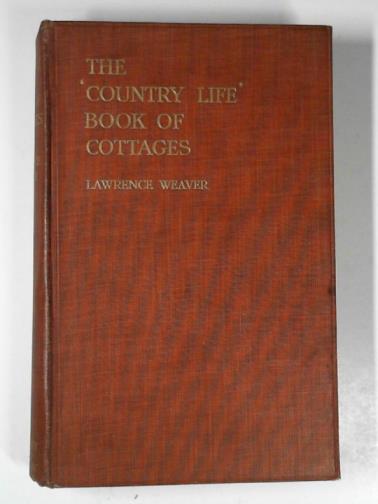 THE
'COUNTRY LIFE'
BOOK OF
COTTAGES
LAWRENCE WEAVER